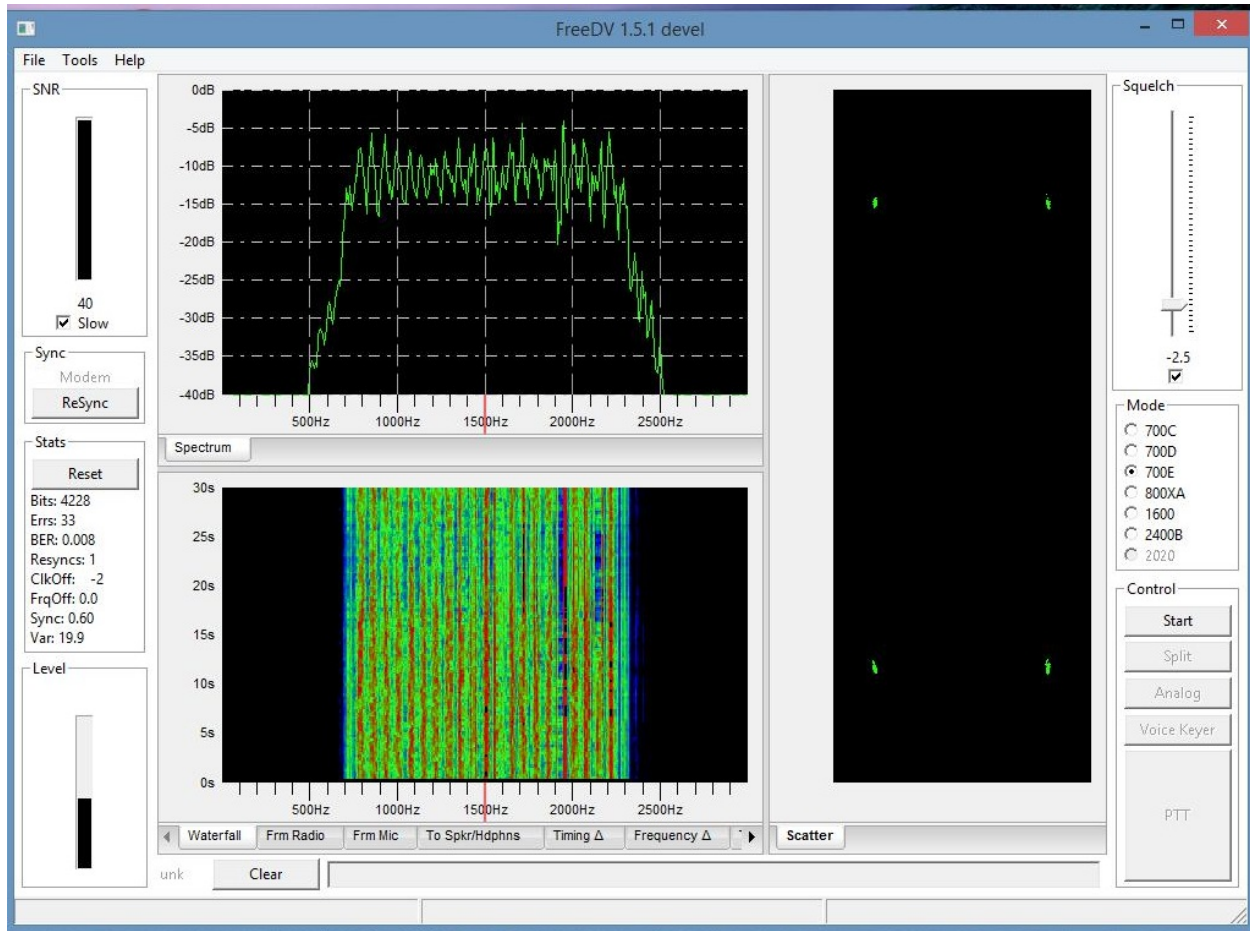 FreeDV 1.5.1 devel
File Tools Help
SNR
40
Slow
Sync
Modem
ReSync
Stats
Reset
Bits: 4228
Errs: 33
BER: 0.008
Resyncs: 1
ClkOff: -2
FrqOff: 0.0
Sync: 0.60
Var: 19.9
Level
0dB
-5dB
-10dB
-15dB
-20dB
-25dB
-30dB
-35dB
-40dB
500Hz 1000Hz 1500Hz 2000Hz 2500Hz
Spectrum
30s
25s
20s
15s
10s
5s
0s
500Hz 1000Hz 1500Hz 2000Hz 2500Hz
Waterfall Frm Radio Frm Mic To Spkr/Hdphns Timing Δ Frequency Δ
Scatter
Squelch
-2.5
Mode
700C
700D
700E
800XA
1600
2400B
2020
Control
Start
Split
Analog
Voice Keyer
PTT
unk Clear